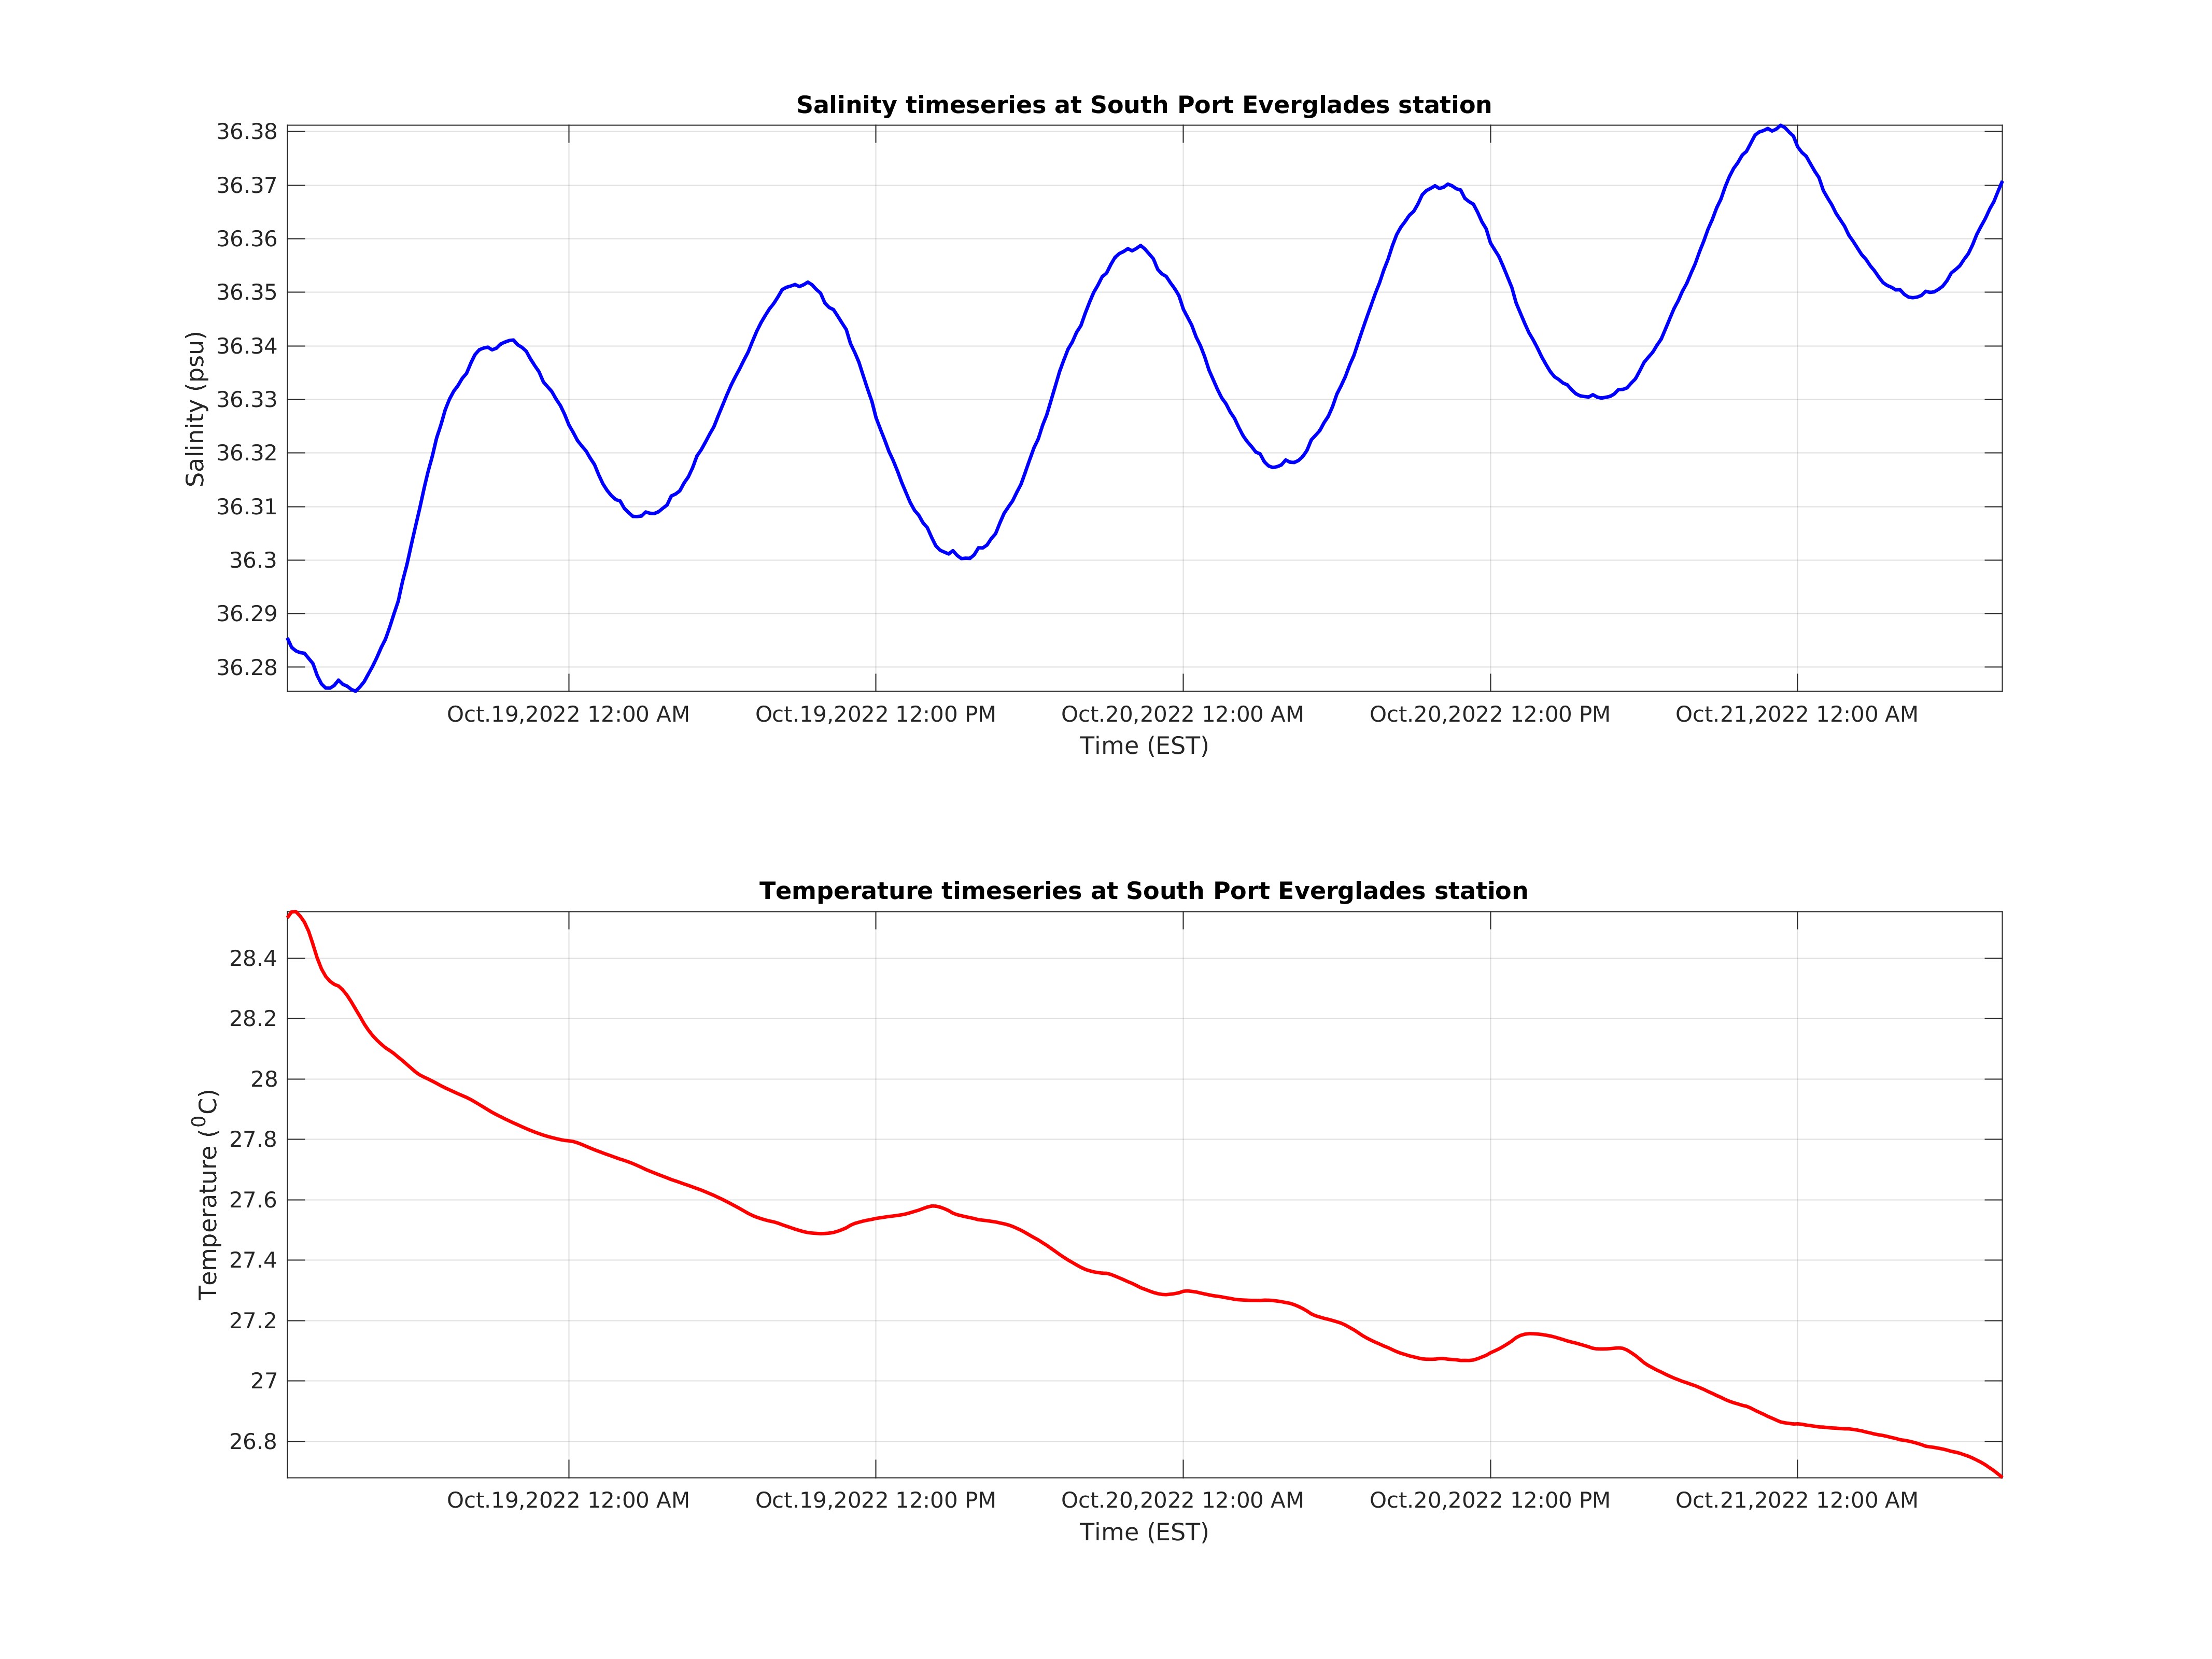 Salinity timeseries at South Port Everglades station
36.38
36.37
36.36
36.35
36.34
36.33
36.32
36.31
36.3
36.29
36.28
Salinity (psu)
Oct.19,2022 12:00 AM Oct.19,2022 12:00 PM Oct.20,2022 12:00 AM Oct.20,2022 12:00 PM Oct.21,2022 12:00 AM
Time (EST)
Temperature timeseries at South Port Everglades station
28.4
28.2
28
27.8
27.6
27.4
27.2
27
26.8
Temperature (⁰C)
Oct.19,2022 12:00 AM Oct.19,2022 12:00 PM Oct.20,2022 12:00 AM Oct.20,2022 12:00 PM Oct.21,2022 12:00 AM
Time (EST)